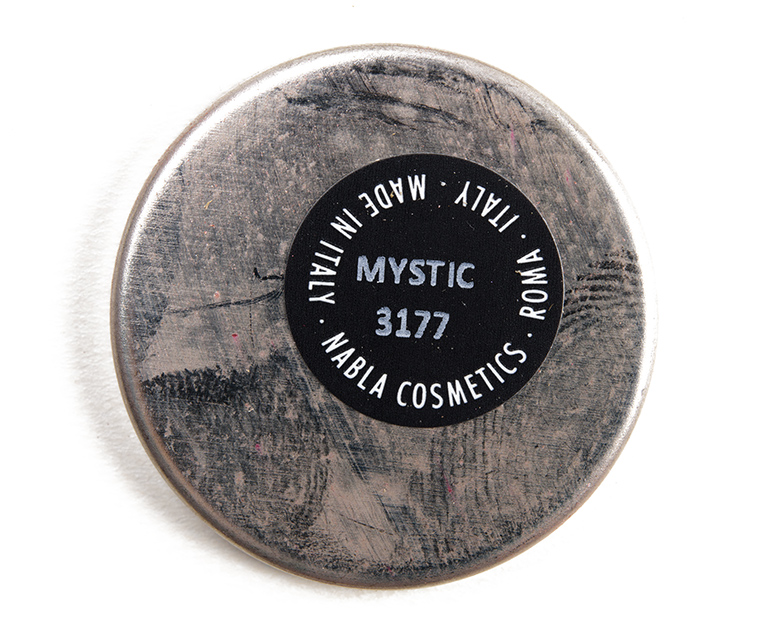 MYSTIC
3177
NABLA COSMETICS · ROMA · ITALY · MADE IN ITALY ·